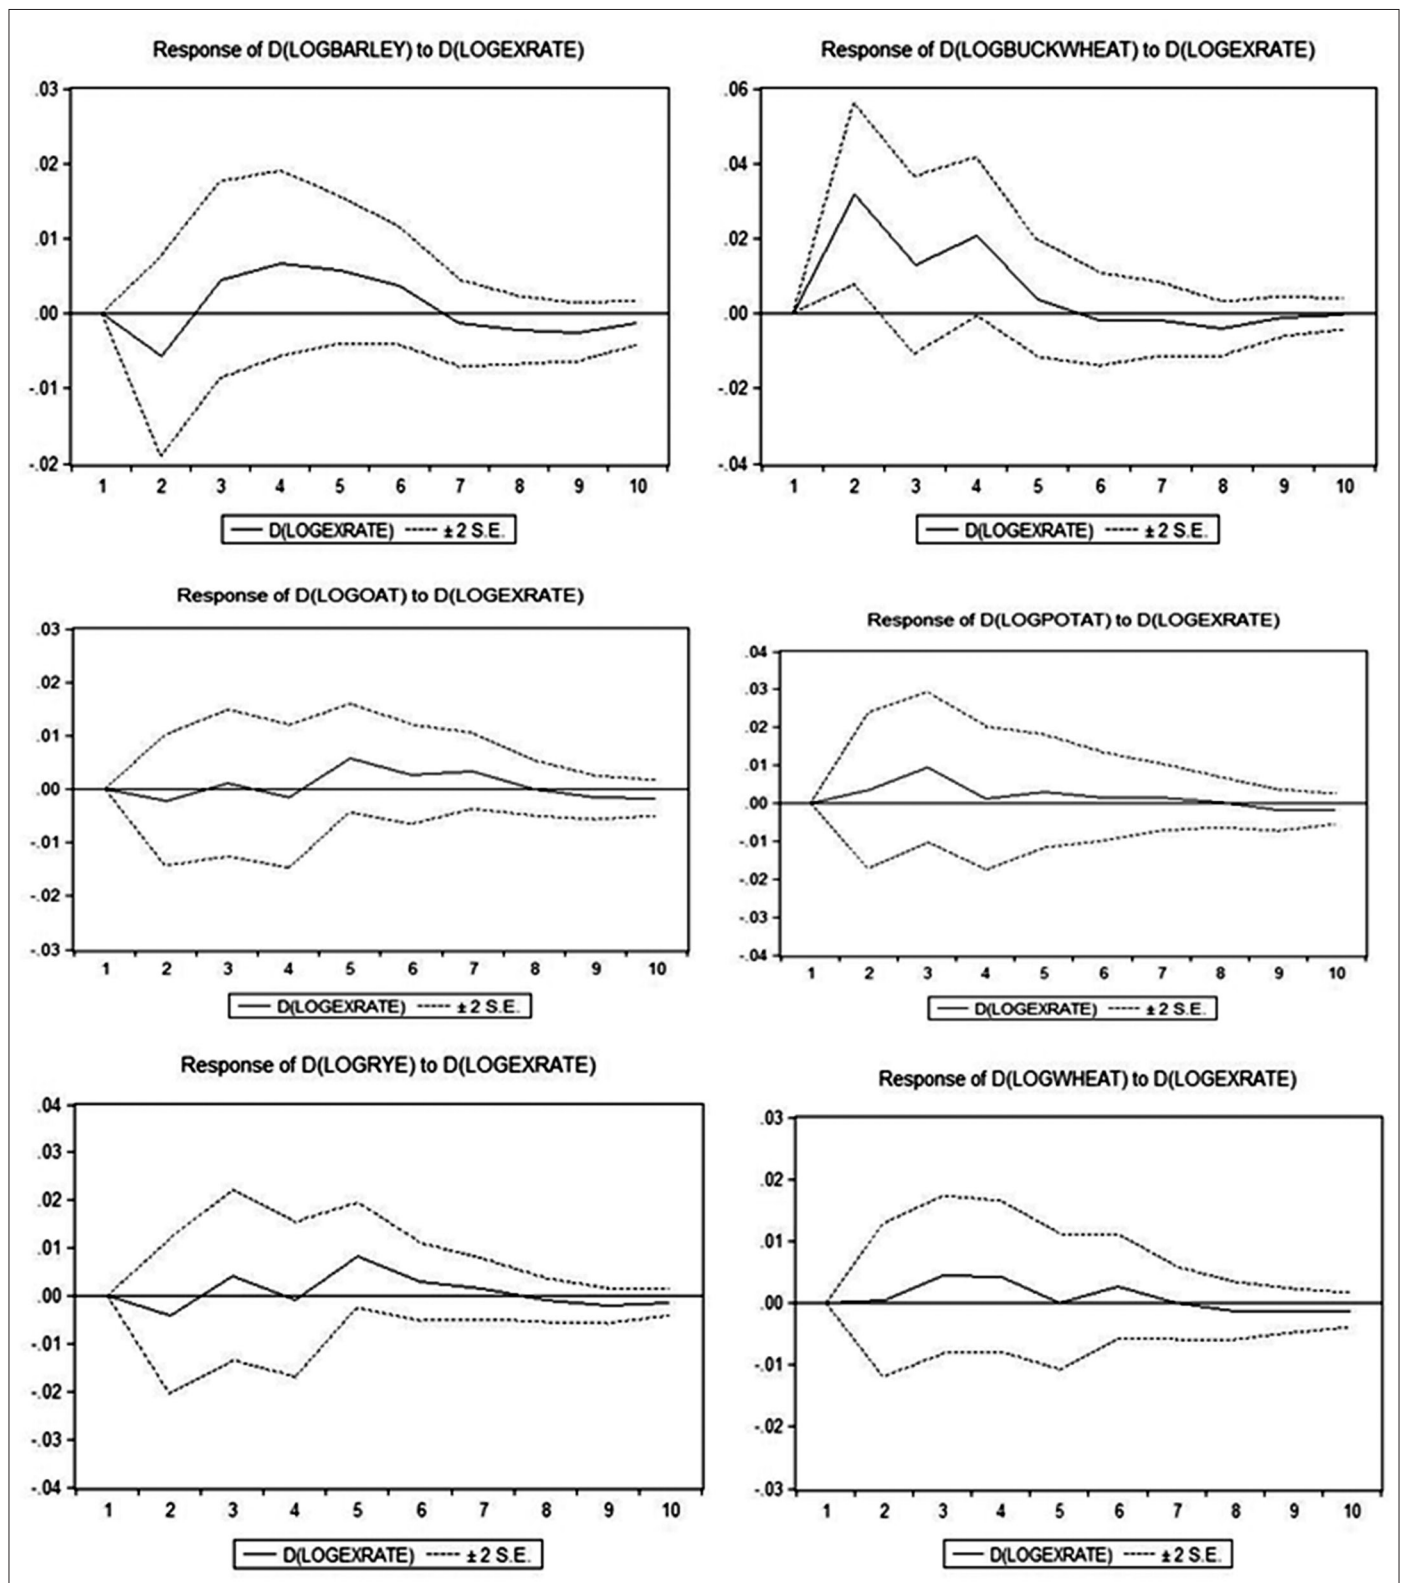 Response of D(LOGBARLEY) to D(LOGEXRATE)
.03
.02
.01
.00
-.01
-.02
1 2 3 4 5 6 7 8 9 10
D(LOGEXRATE) ± 2 S.E.
Response of D(LOGBUCKWHEAT) to D(LOGEXRATE)
.06
.04
.02
.00
-.02
-.04
1 2 3 4 5 6 7 8 9 10
D(LOGEXRATE) ± 2 S.E.
Response of D(LOGOAT) to D(LOGEXRATE)
.03
.02
.01
.00
-.01
-.02
-.03
1 2 3 4 5 6 7 8 9 10
D(LOGEXRATE) ± 2 S.E.
Response of D(LOGPOTAT) to D(LOGEXRATE)
.04
.03
.02
.01
.00
-.01
-.02
-.03
-.04
1 2 3 4 5 6 7 8 9 10
D(LOGEXRATE) ± 2 S.E.
Response of D(LOGRYE) to D(LOGEXRATE)
.04
.03
.02
.01
.00
-.01
-.02
-.03
-.04
1 2 3 4 5 6 7 8 9 10
D(LOGEXRATE) ± 2 S.E.
Response of D(LOGWHEAT) to D(LOGEXRATE)
.03
.02
.01
.00
-.01
-.02
-.03
1 2 3 4 5 6 7 8 9 10
D(LOGEXRATE) ± 2 S.E.